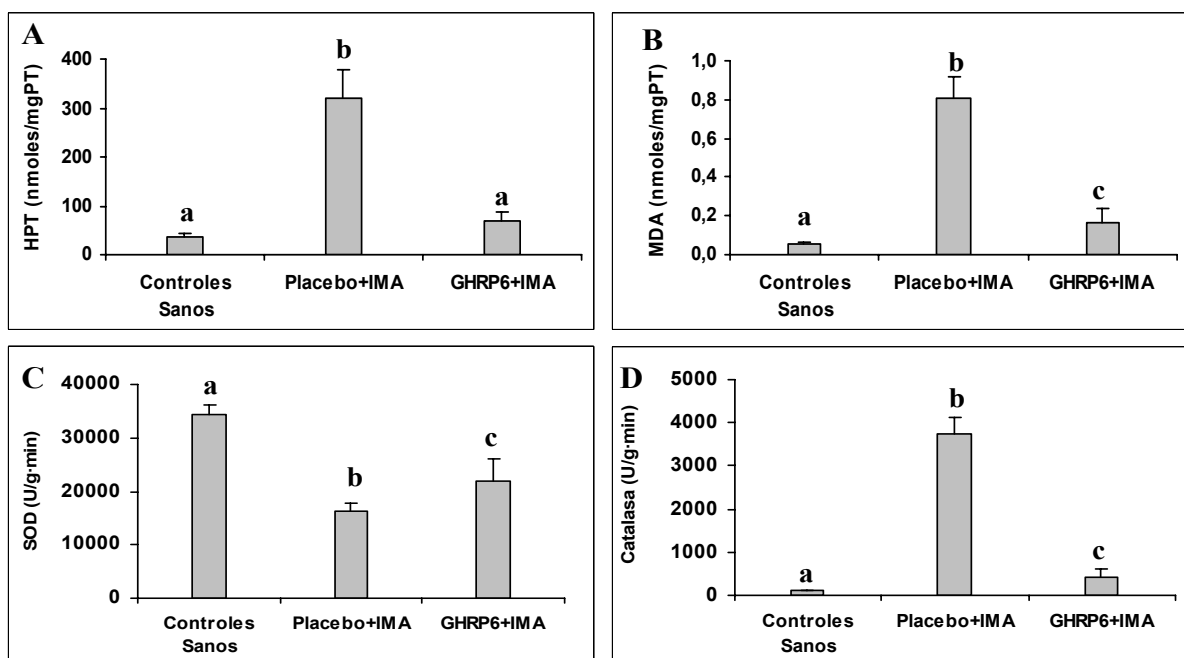 A
HPT (nmoles/mgPT)
400
300
200
100
0
a
b
a
Controles
Sanos
Placebo+IMA
GHRP6+IMA
B
MDA (nmoles/mgPT)
1,0
0,8
0,6
0,4
0,2
0,0
a
b
c
Controles
Sanos
Placebo+IMA
GHRP6+IMA
C
SOD (U/g·min)
40000
30000
20000
10000
0
a
b
c
Controles
Sanos
Placebo+IMA
GHRP6+IMA
D
Catalasa (U/g·min)
5000
4000
3000
2000
1000
0
a
b
c
Controles
Sanos
Placebo+IMA
GHRP6+IMA